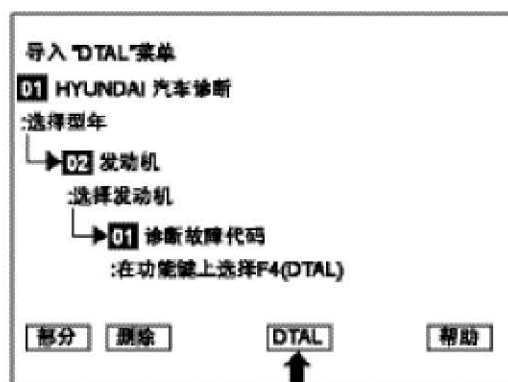 导入"DTAL"菜单
01 HYUNDAI 汽车诊断
:选择型年
02 发动机
:选择发动机
01 诊断故障代码
:在功能键上选择F4(DTAL)
部分 删除 DTAL 帮助